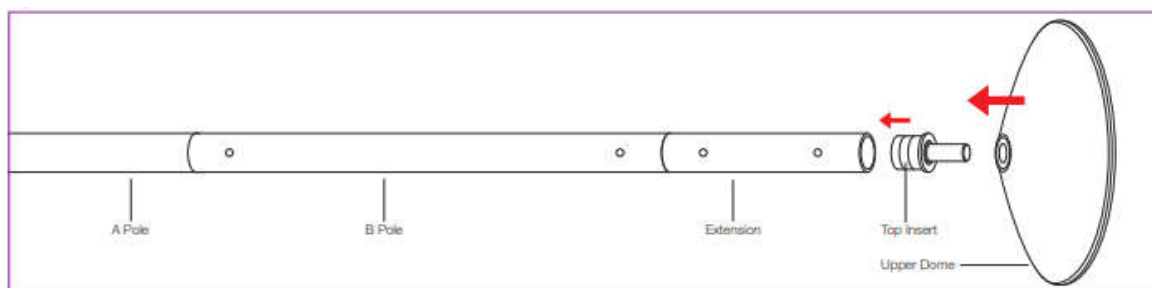 A Pole
B Pole
Extension
Top Insert
Upper Dome